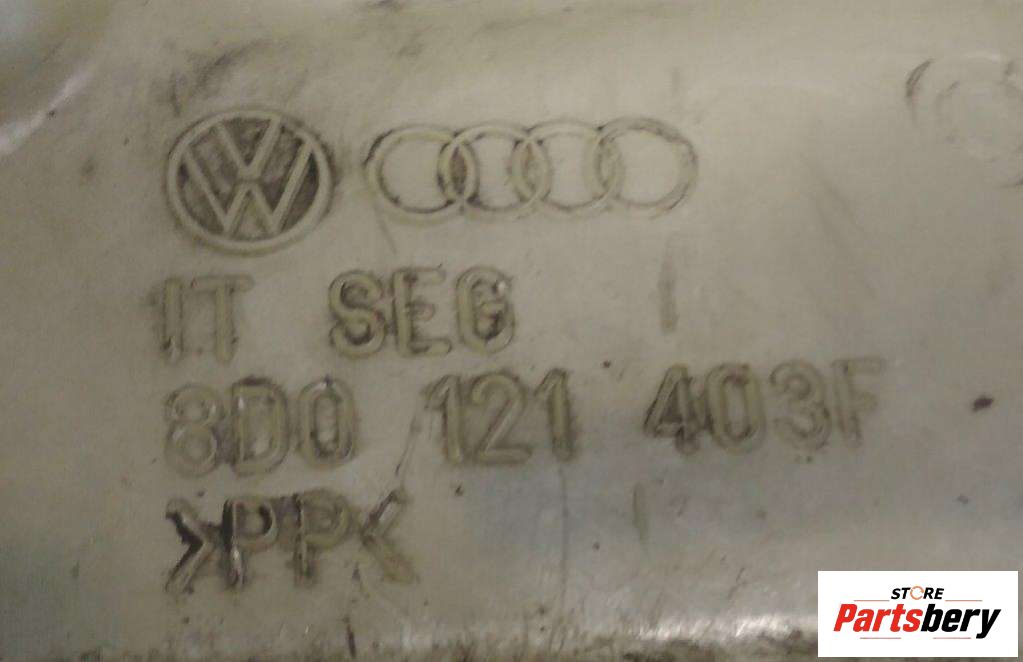 IT SEG
8D0 121 403F
>PP<
STORE
Partsbery